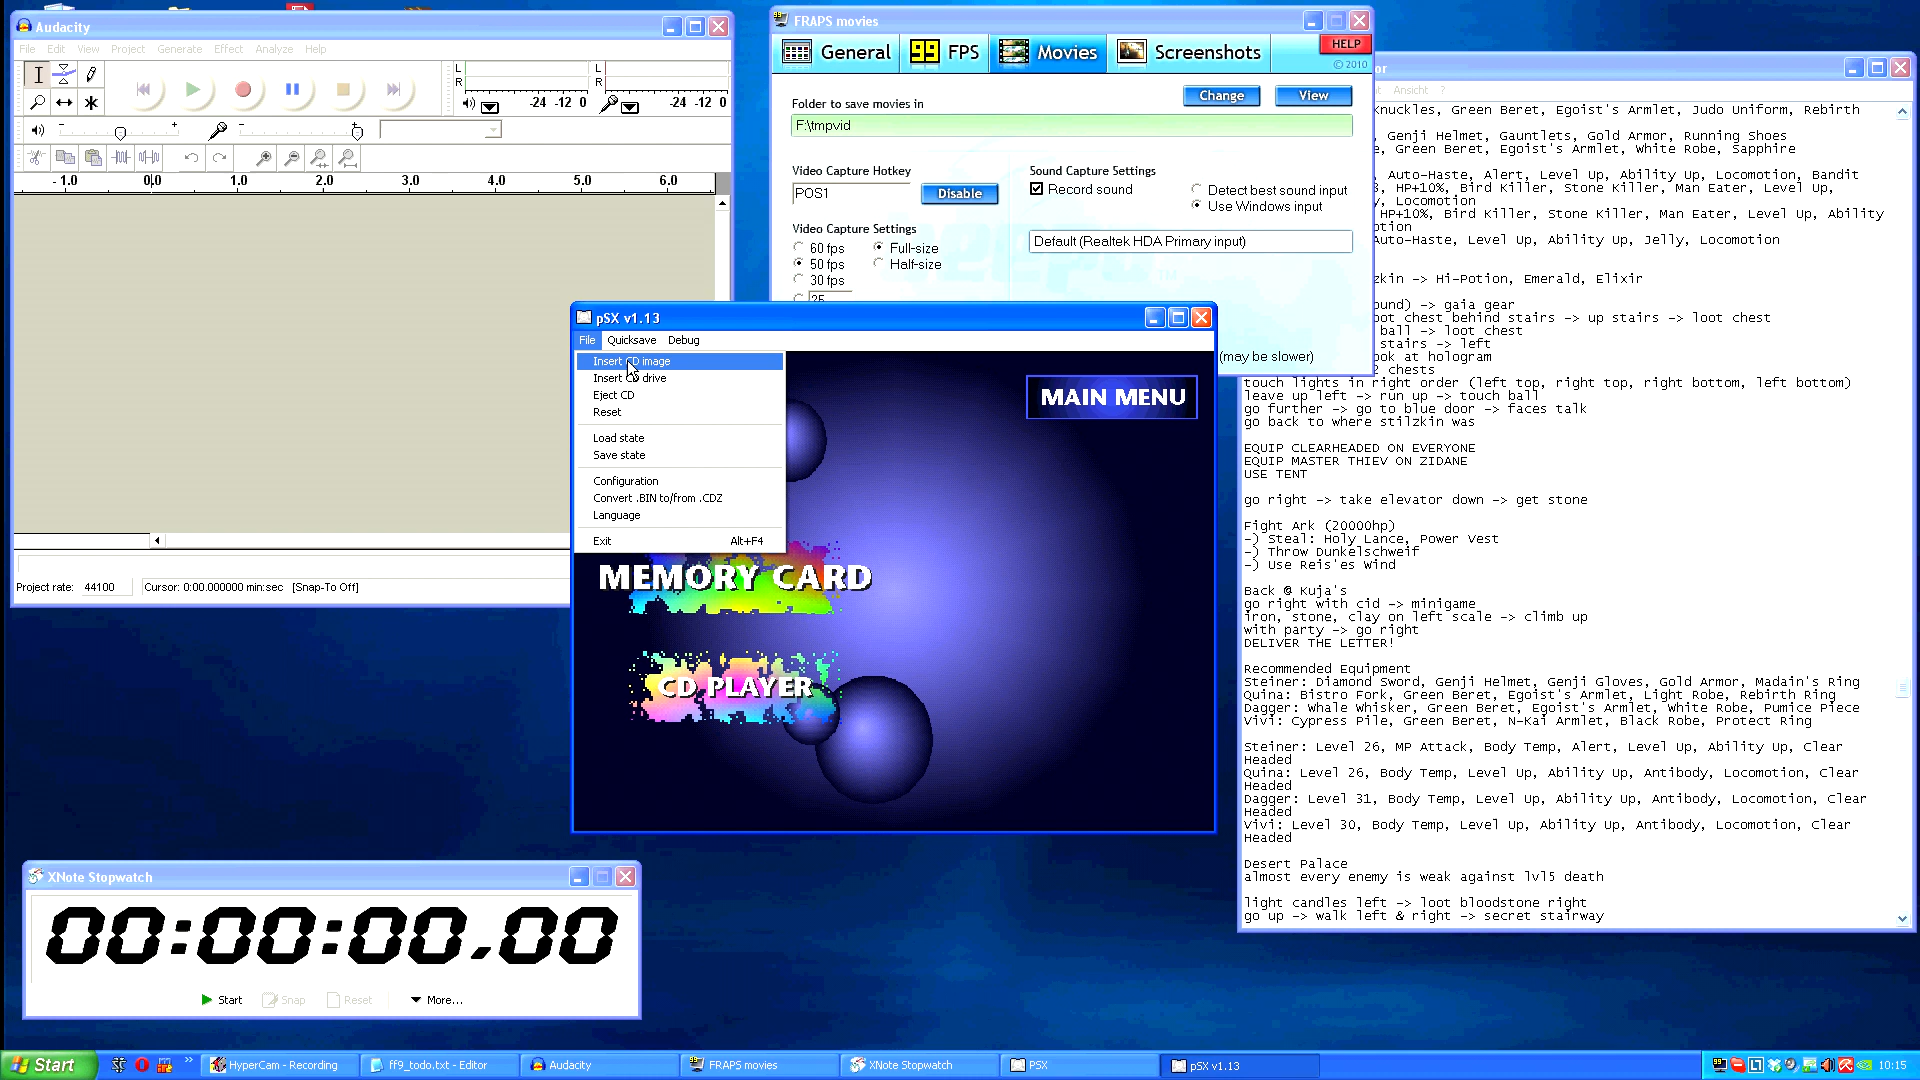 Audacity
File Edit View Project Generate Effect Analyze Help
L
R
-24 -12 0
L
R
-24 -12 0
- 1.0 0.0 1.0 2.0 3.0 4.0 5.0 6.0
Project rate: 44100 Cursor: 0:00.000000 min:sec [Snap-To Off]
FRAPS movies
General 99 FPS Movies Screenshots
HELP
© 2010
Folder to save movies in
Change View
F:\tmpvid
Video Capture Hotkey
POS1 Disable
Sound Capture Settings
Record sound
Detect best sound input
Use Windows input
Default (Realtek HDA Primary input)
Video Capture Settings
60 fps Full-size
50 fps Half-size
30 fps
25
(may be slower)
pSX v1.13
File Quicksave Debug
Insert CD image
Insert CD drive
Eject CD
Reset
Load state
Save state
Configuration
Convert .BIN to/from .CDZ
Language
Exit Alt+F4
MAIN MENU
MEMORY CARD
CD PLAYER
or
Ansicht ?
knuckles, Green Beret, Egoist's Armlet, Judo Uniform, Rebirth
, Genji Helmet, Gauntlets, Gold Armor, Running Shoes
e, Green Beret, Egoist's Armlet, White Robe, Sapphire
, Auto-Haste, Alert, Level Up, Ability Up, Locomotion, Bandit
, HP+10%, Bird Killer, Stone Killer, Man Eater, Level Up,
, Locomotion
HP+10%, Bird Killer, Stone Killer, Man Eater, Level Up, Ability
otion
Auto-Haste, Level Up, Ability Up, Jelly, Locomotion
zkin -> Hi-Potion, Emerald, Elixir
und) -> gaia gear
oot chest behind stairs -> up stairs -> loot chest
ball -> loot chest
stairs -> left
ook at hologram
2 chests
touch lights in right order (left top, right top, right bottom, left bottom)
leave up left -> run up -> touch ball
go further -> go to blue door -> faces talk
go back to where stilzkin was
EQUIP CLEARHEADED ON EVERYONE
EQUIP MASTER THIEV ON ZIDANE
USE TENT
go right -> take elevator down -> get stone
Fight Ark (20000hp)
-) Steal: Holy Lance, Power Vest
-) Throw Dunkelschweif
-) Use Reis'es Wind
Back @ Kuja's
go right with cid -> minigame
iron, stone, clay on left scale -> climb up
with party -> go right
DELIVER THE LETTER!
Recommended Equipment
Steiner: Diamond Sword, Genji Helmet, Genji Gloves, Gold Armor, Madain's Ring
Quina: Bistro Fork, Green Beret, Egoist's Armlet, Light Robe, Rebirth Ring
Dagger: Whale Whisker, Green Beret, Egoist's Armlet, White Robe, Pumice Piece
Vivi: Cypress Pile, Green Beret, N-Kai Armlet, Black Robe, Protect Ring
Steiner: Level 26, MP Attack, Body Temp, Alert, Level Up, Ability Up, Clear
Headed
Quina: Level 26, Body Temp, Level Up, Ability Up, Antibody, Locomotion, Clear
Headed
Dagger: Level 31, Body Temp, Level Up, Ability Up, Antibody, Locomotion, Clear
Headed
Vivi: Level 30, Body Temp, Level Up, Ability Up, Antibody, Locomotion, Clear
Headed
Desert Palace
almost every enemy is weak against lvl5 death
light candles left -> loot bloodstone right
go up -> walk left & right -> secret stairway
XNote Stopwatch
00:00:00.00
Start Snap Reset More...
Start HyperCam - Recording ff9_todo.txt - Editor Audacity FRAPS movies XNote Stopwatch PSX pSX v1.13 10:15